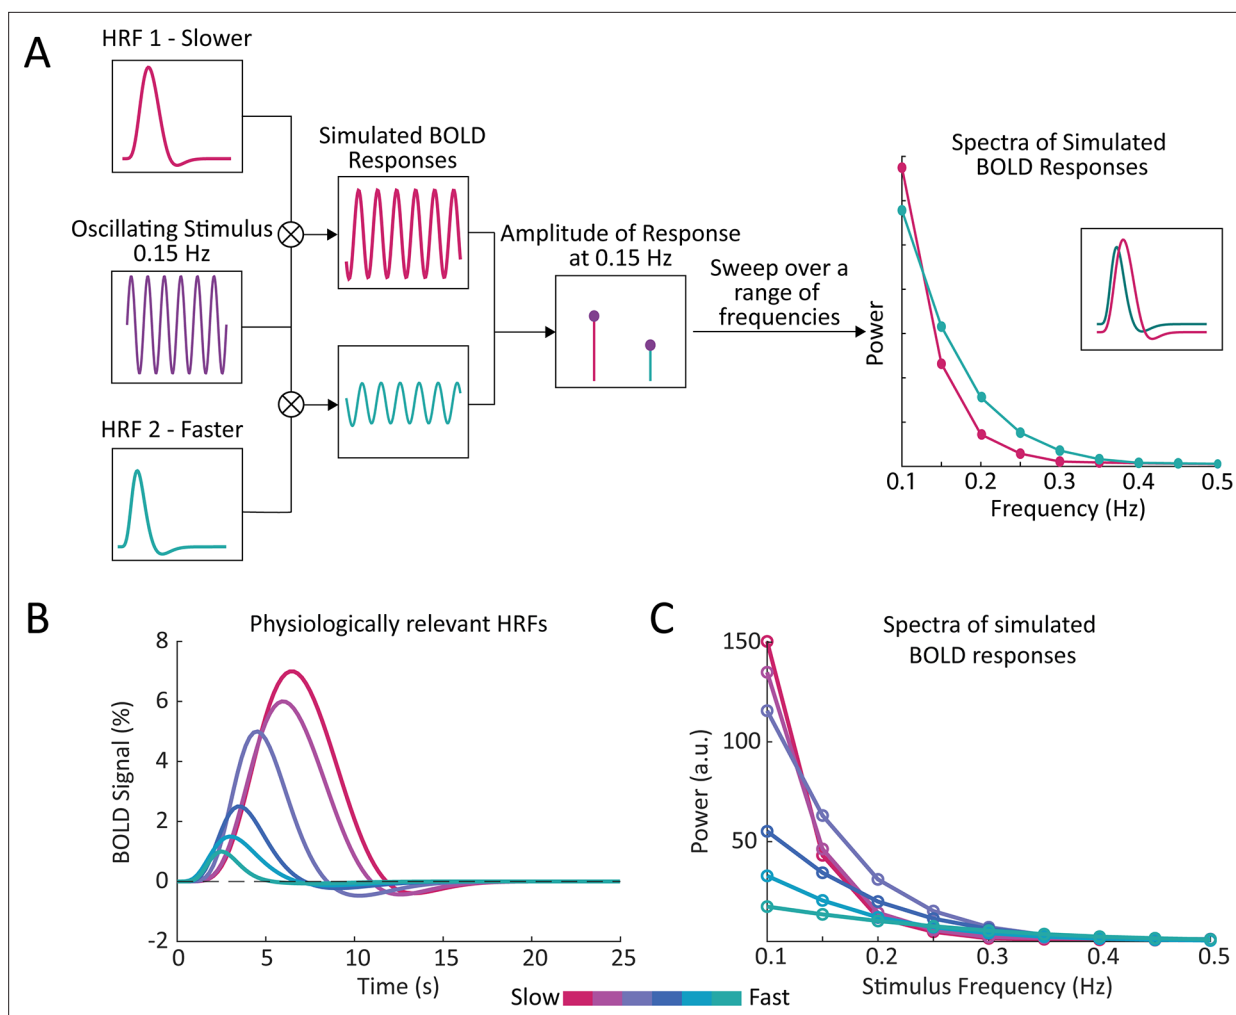 A
HRF 1 - Slower
Oscillating Stimulus
0.15 Hz
HRF 2 - Faster
Simulated BOLD
Responses
Amplitude of Response
at 0.15 Hz
Sweep over a
range of
frequencies
Spectra of Simulated
BOLD Responses
Power
0.1
0.2
0.3
0.4
0.5
Frequency (Hz)
B
Physiologically relevant HRFs
BOLD Signal (%)
8
6
4
2
0
-2
0
5
10
15
20
25
Time (s)
C
Spectra of simulated
BOLD responses
Power (a.u.)
150
100
50
0.1
0.2
0.3
0.4
0.5
Stimulus Frequency (Hz)
Slow
Fast